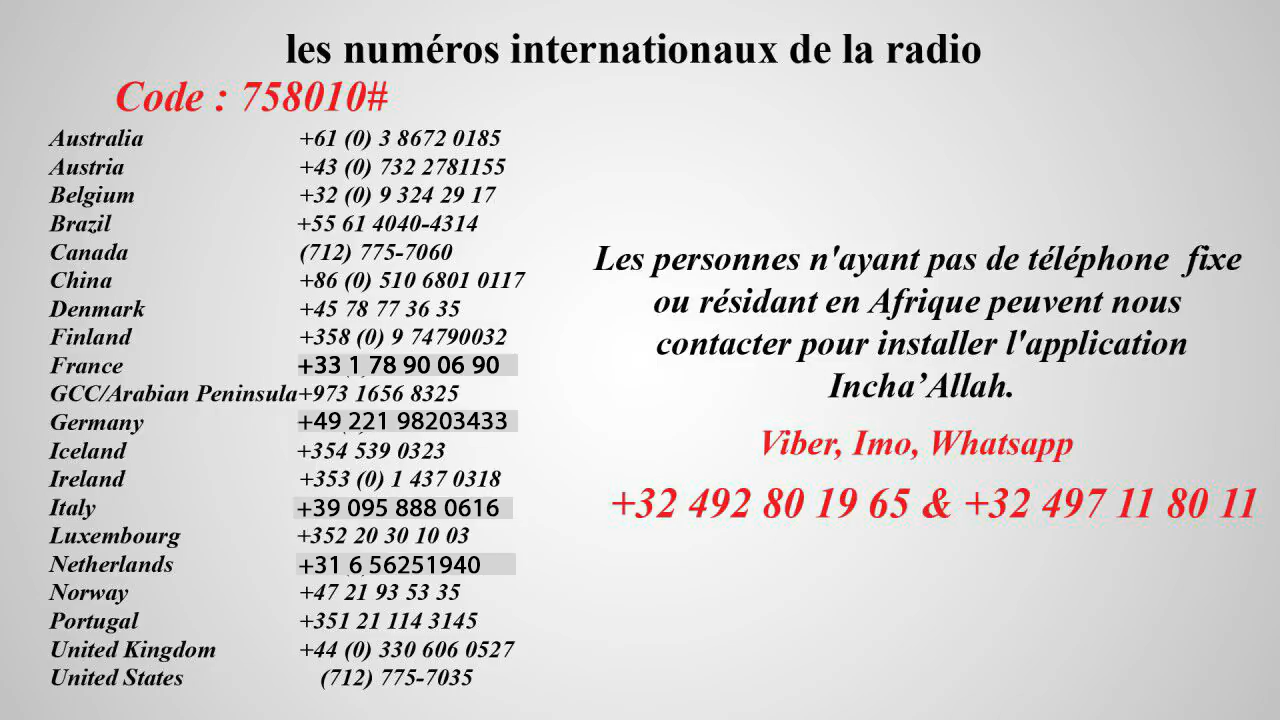 les numéros internationaux de la radio
Code : 758010#
Australia +61 (0) 3 8672 0185
Austria +43 (0) 732 2781155
Belgium +32 (0) 9 324 29 17
Brazil +55 61 4040-4314
Canada (712) 775-7060
China +86 (0) 510 6801 0117
Denmark +45 78 77 36 35
Finland +358 (0) 9 74790032
France +33 1 78 90 06 90
GCC/Arabian Peninsula +973 1656 8325
Germany +49 221 98203433
Iceland +354 539 0323
Ireland +353 (0) 1 437 0318
Italy +39 095 888 0616
Luxembourg +352 20 30 10 03
Netherlands +31 6 56251940
Norway +47 21 93 53 35
Portugal +351 21 114 3145
United Kingdom +44 (0) 330 606 0527
United States (712) 775-7035
Les personnes n'ayant pas de téléphone fixe
ou résidant en Afrique peuvent nous
contacter pour installer l'application
Incha’Allah.
Viber, Imo, Whatsapp
+32 492 80 19 65 & +32 497 11 80 11